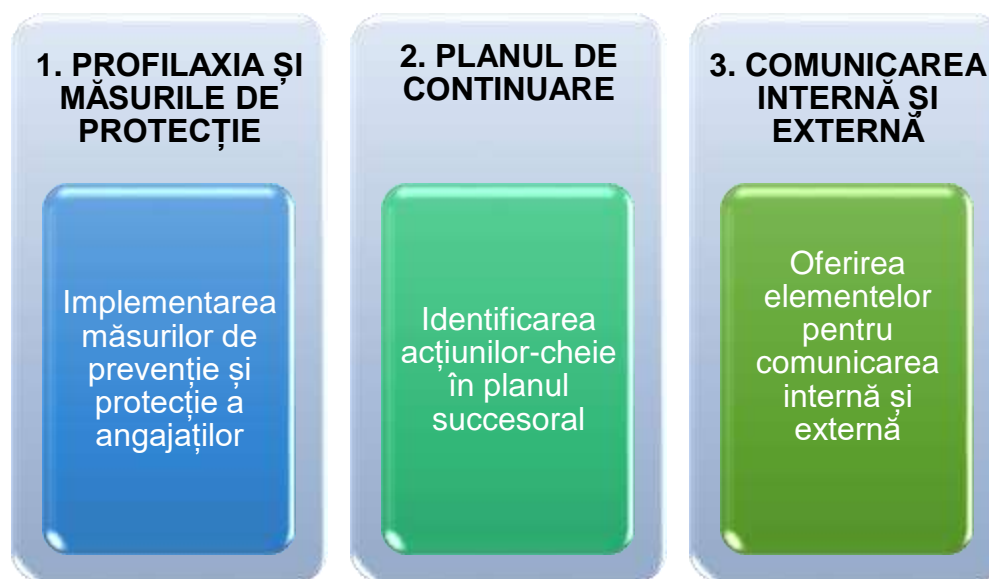 1. PROFILAXIA ȘI
MĂSURILE DE
PROTECȚIE
Implementarea
măsurilor de
prevenție și
protecție a
angajaților
2. PLANUL DE
CONTINUARE
Identificarea
acțiunilor-cheie
în planul
succesoral
3. COMUNICAREA
INTERNĂ ȘI
EXTERNĂ
Oferirea
elementelor
pentru
comunicarea
internă și
externă